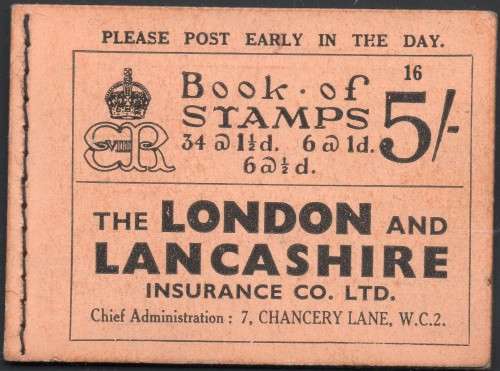 PLEASE POST EARLY IN THE DAY.
16
Book · of
STAMPS
34 @ 1½d. 6 @ 1d.
6 @ ½d.
5/-
EVIIIR
THE LONDON AND
LANCASHIRE
INSURANCE CO. LTD.
Chief Administration : 7, CHANCERY LANE, W.C.2.